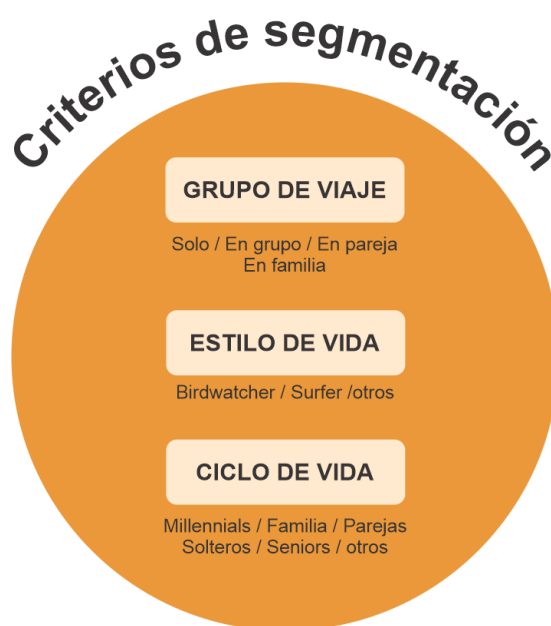 Criterios de segmentación
GRUPO DE VIAJE
Solo / En grupo / En pareja
En familia
ESTILO DE VIDA
Birdwatcher / Surfer /otros
CICLO DE VIDA
Millennials / Familia / Parejas
Solteros / Seniors / otros